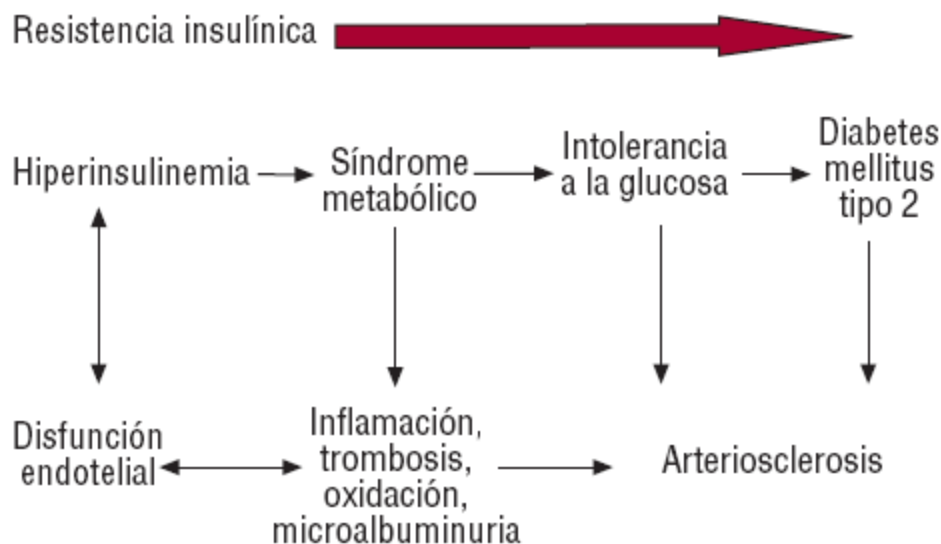 Resistencia insulínica
Hiperinsulinemia
Síndrome
metabólico
Intolerancia
a la glucosa
Diabetes
mellitus
tipo 2
Disfunción
endotelial
Inflamación,
trombosis,
oxidación,
microalbuminuria
Arteriosclerosis